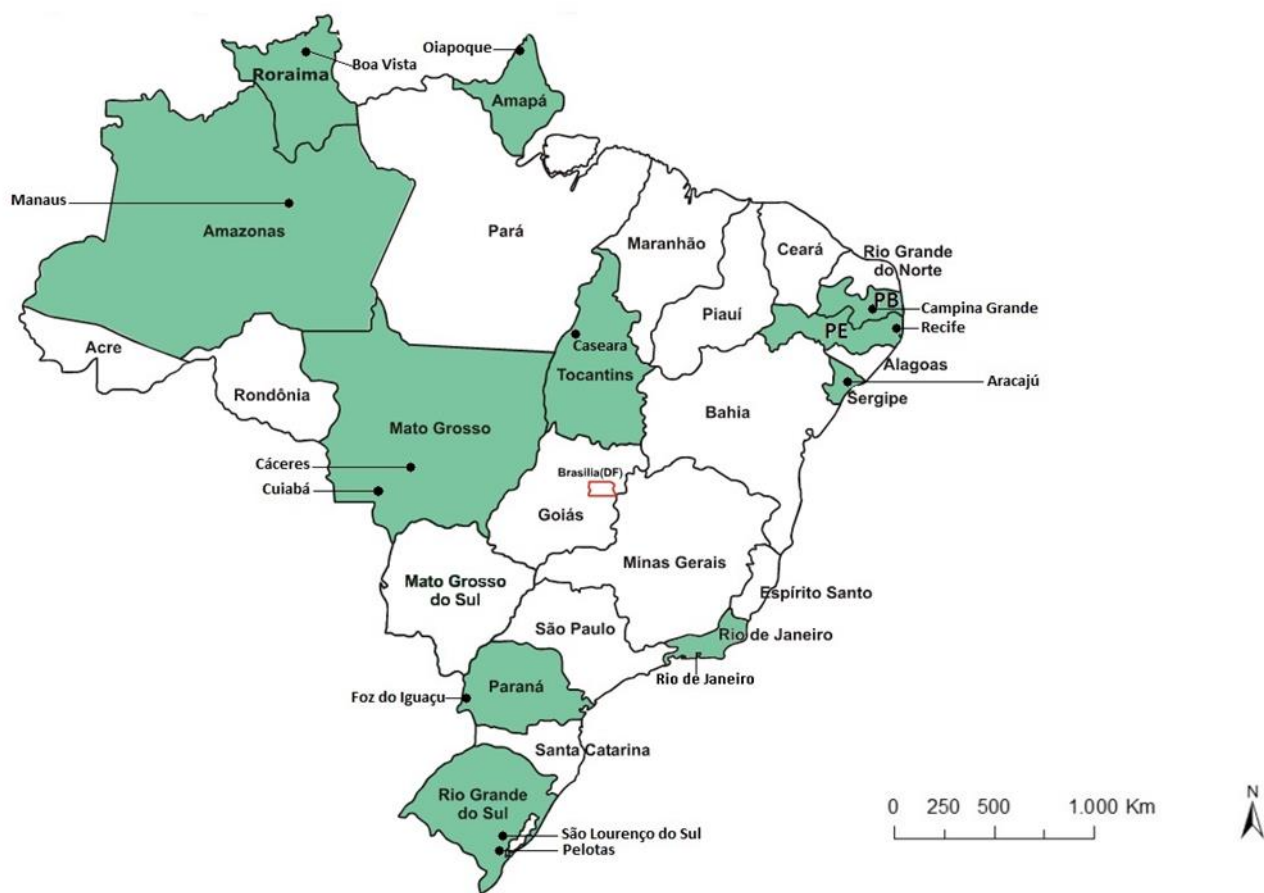 Oiapoque
Boa Vista
Roraima
Amapá
Manaus
Amazonas
Pará
Maranhão
Ceará
Rio Grande
do Norte
PB
Campina Grande
Piauí
PE
Recife
Acre
Caseara
Alagoas
Tocantins
Aracajú
Rondônia
Sergipe
Bahia
Mato Grosso
Cáceres
Brasilia(DF)
Cuiabá
Goiás
Minas Gerais
Mato Grosso
do Sul
Espírito Santo
São Paulo
Rio de Janeiro
Rio de Janeiro
Paraná
Foz do Iguaçu
Santa Catarina
Rio Grande
do Sul
São Lourenço do Sul
Pelotas
0 250 500 1.000 Km
N